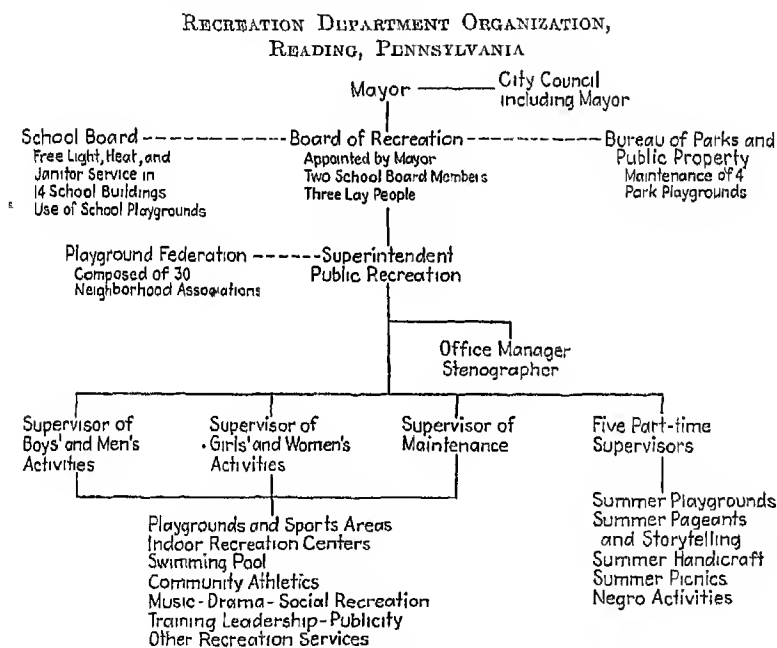 RECREATION DEPARTMENT ORGANIZATION,
READING, PENNSYLVANIA
Mayor
City Council
including Mayor
School Board
Free Light, Heat, and
Janitor Service in
14 School Buildings
Use of School Playgrounds
Board of Recreation
Appointed by Mayor
Two School Board Members
Three Lay People
Bureau of Parks and
Public Property
Maintenance of 4
Park Playgrounds
Playground Federation
Composed of 30
Neighborhood Associations
Superintendent
Public Recreation
Office Manager
Stenographer
Supervisor of
Boys' and Men's
Activities
Supervisor of
Girls' and Women's
Activities
Supervisor of
Maintenance
Five Part-time
Supervisors
Playgrounds and Sports Areas
Indoor Recreation Centers
Swimming Pool
Community Athletics
Music-Drama-Social Recreation
Training Leadership-Publicity
Other Recreation Services
Summer Playgrounds
Summer Pageants
and Storytelling
Summer Handicraft
Summer Picnics
Negro Activities